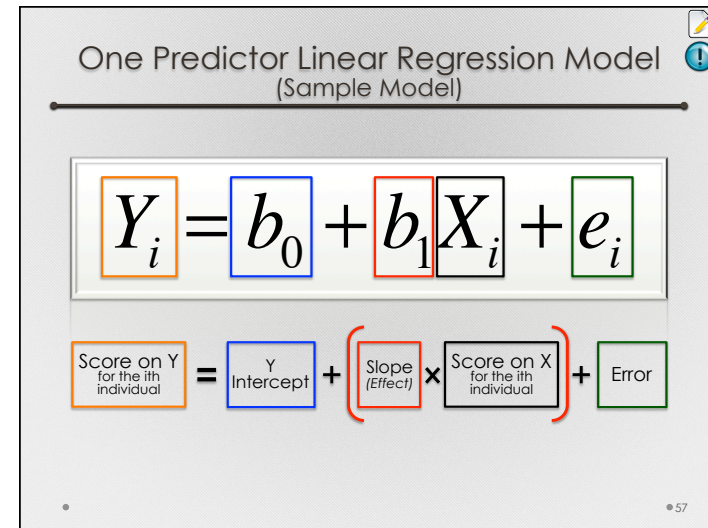 One Predictor Linear Regression Model
(Sample Model)
Yᵢ = b₀ + b₁Xᵢ + eᵢ
Score on Y for the ith individual = Y Intercept + ( Slope (Effect) × Score on X for the ith individual ) + Error
57